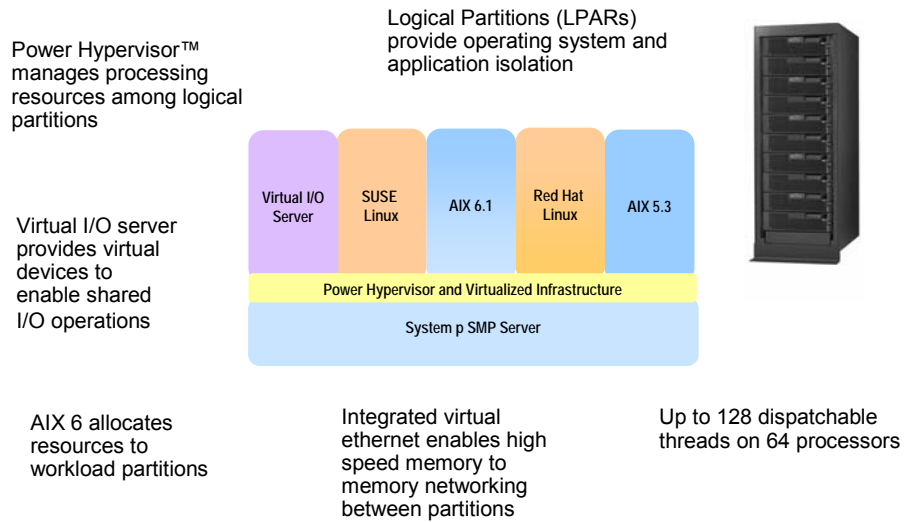 Logical Partitions (LPARs)
provide operating system and
application isolation
Power Hypervisor™
manages processing
resources among logical
partitions
Virtual I/O
Server
SUSE
Linux
AIX 6.1
Red Hat
Linux
AIX 5.3
Virtual I/O server
provides virtual
devices to
enable shared
I/O operations
Power Hypervisor and Virtualized Infrastructure
System p SMP Server
AIX 6 allocates
resources to
workload partitions
Integrated virtual
ethernet enables high
speed memory to
memory networking
between partitions
Up to 128 dispatchable
threads on 64 processors